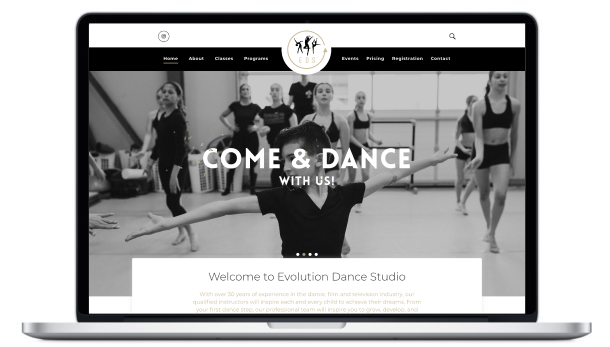 Home About Classes Programs Events Pricing Registration Contact
EDS
COME & DANCE
WITH US!
Welcome to Evolution Dance Studio
With over 30 years of experience in the dance, film and television industry, our
qualified instructors will inspire each and every child to achieve their dreams. From
your first dance step, our professional team will inspire you to grow, develop, and